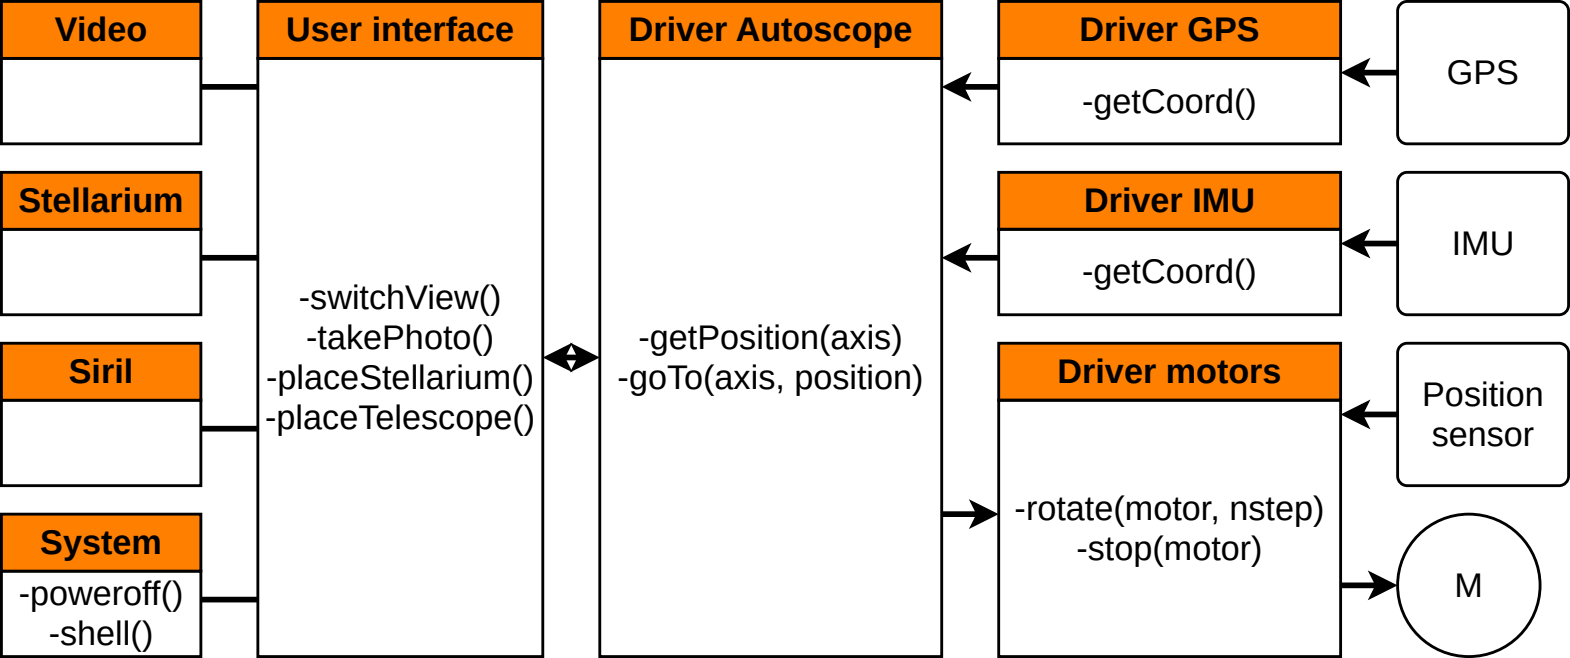 Video
Stellarium
Siril
System
-poweroff()
-shell()
User interface
-switchView()
-takePhoto()
-placeStellarium()
-placeTelescope()
Driver Autoscope
-getPosition(axis)
-goTo(axis, position)
Driver GPS
-getCoord()
Driver IMU
-getCoord()
Driver motors
-rotate(motor, nstep)
-stop(motor)
GPS
IMU
Position
sensor
M